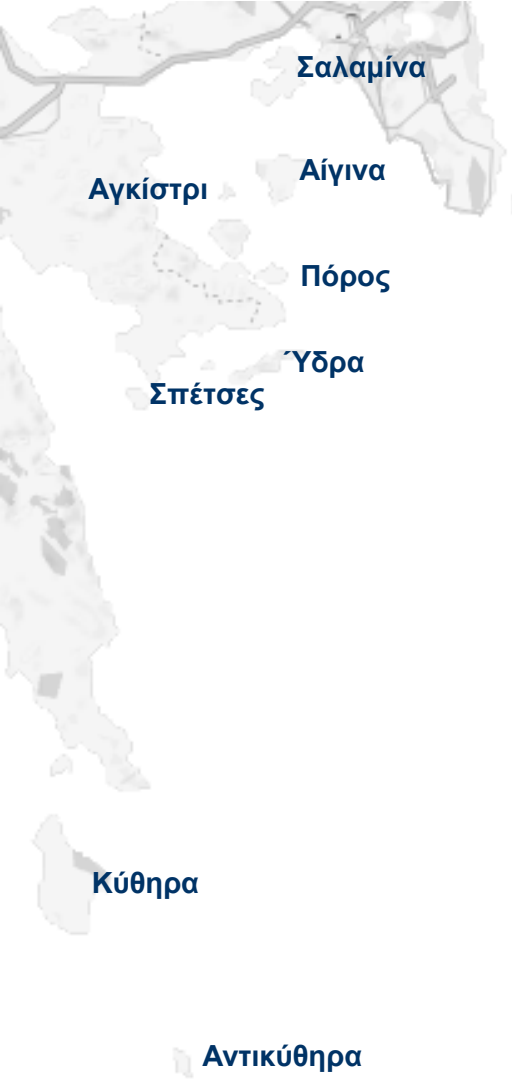 Σαλαμίνα
Αίγινα
Αγκίστρι
Πόρος
Ύδρα
Σπέτσες
Κύθηρα
Αντικύθηρα